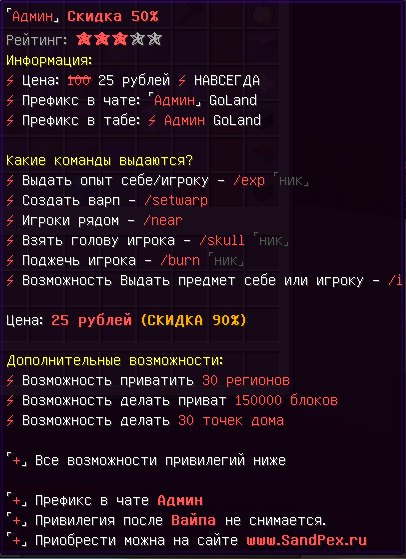 「Админ」 Скидка 50%
Рейтинг: ★★★★★
Информация:
⚡ Цена: 100 25 рублей ⚡ НАВСЕГДА
⚡ Префикс в чате: 「Админ」 GoLand
⚡ Префикс в табе: ⚡ Админ GoLand
Какие команды выдаются?
⚡ Выдать опыт себе/игроку - /exp 「ник」
⚡ Создать варп - /setwarp
⚡ Игроки рядом - /near
⚡ Взять голову игрока - /skull 「ник」
⚡ Поджечь игрока - /burn 「ник」
⚡ Возможность Выдать предмет себе или игроку - /i
Цена: 25 рублей (СКИДКА 90%)
Дополнительные возможности:
⚡ Возможность приватить 30 регионов
⚡ Возможность делать приват 150000 блоков
⚡ Возможность делать 30 точек дома
「+」 Все возможности привилегий ниже
「+」 Префикс в чате Админ
「+」 Привилегия после Вайпа не снимается.
「+」 Приобрести можна на сайте www.SandPex.ru